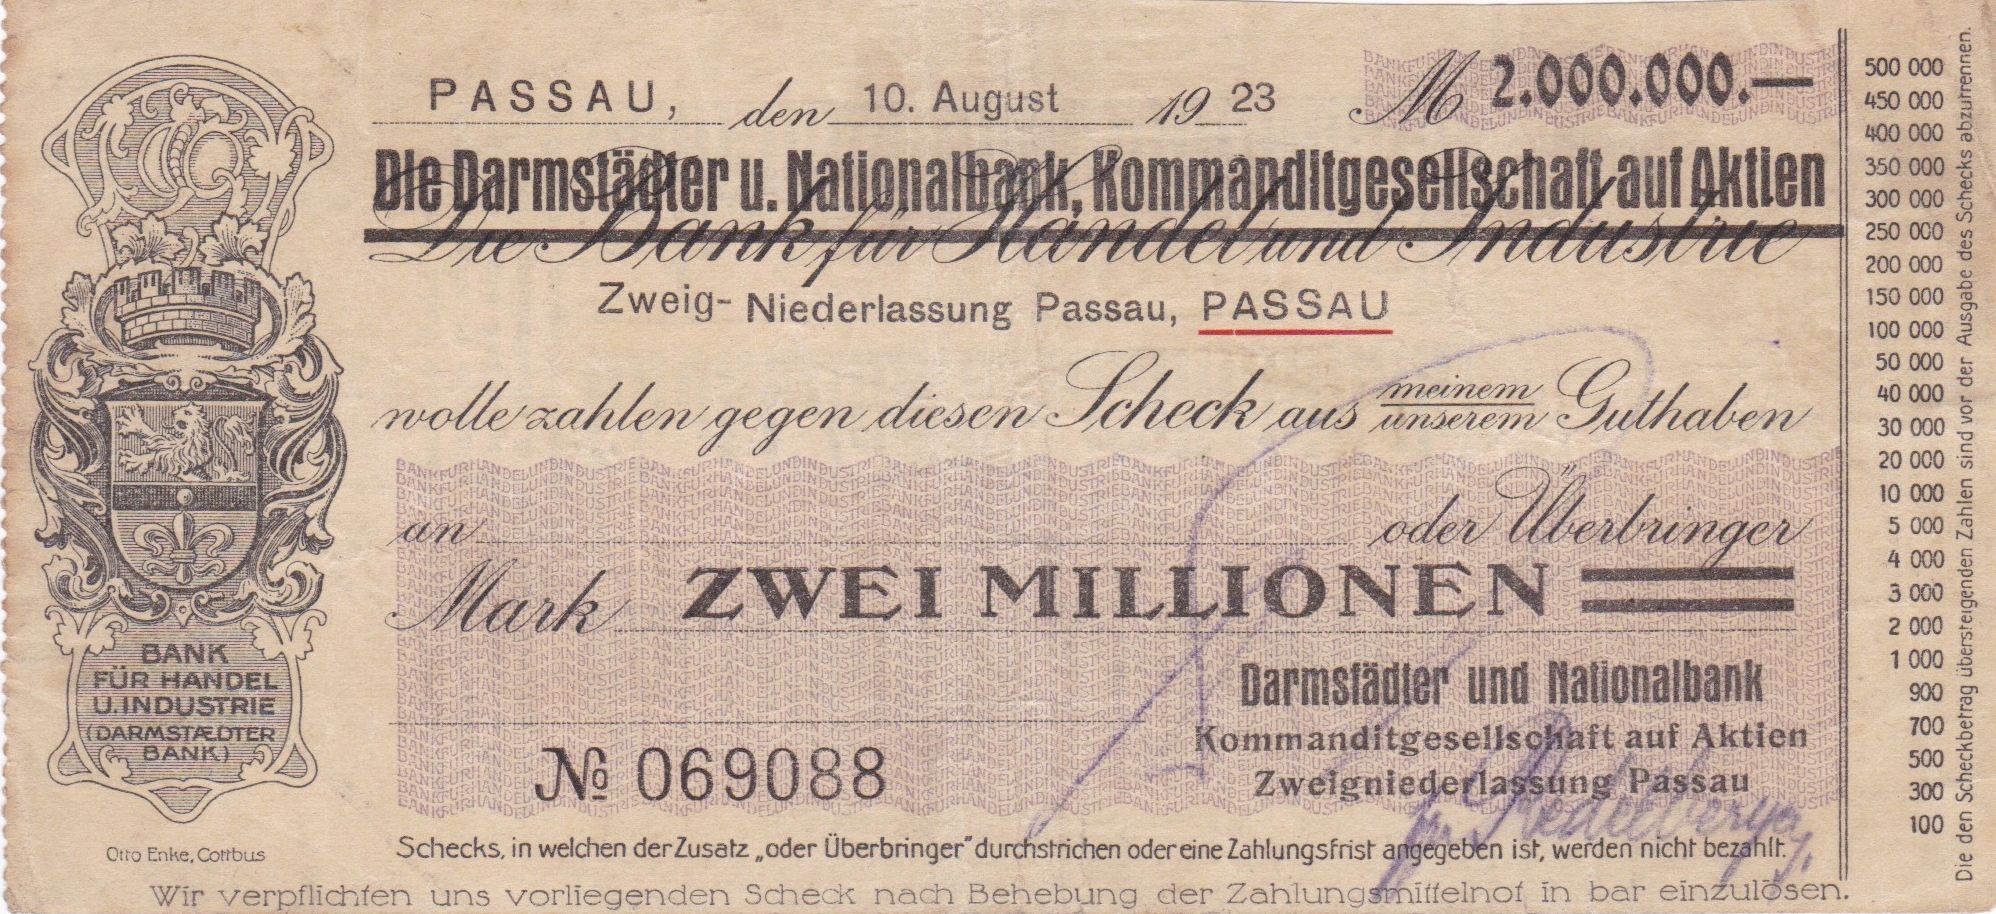 PASSAU, den 10. August 1923 M 2.000.000.—
Die Darmstädter u. Nationalbank, Kommanditgesellschaft auf Aktien
Die Bank für Handel und Industrie
Zweig-Niederlassung Passau, PASSAU
wolle zahlen gegen diesen Scheck aus meinem
unserem Guthaben
an oder Überbringer
Mark ZWEI MILLIONEN
Darmstädter und Nationalbank
Kommanditgesellschaft auf Aktien
Zweigniederlassung Passau
№ 069088
Schecks, in welchen der Zusatz „oder Überbringer" durchstrichen oder eine Zahlungsfrist angegeben ist, werden nicht bezahlt.
Wir verpflichten uns vorliegenden Scheck nach Behebung der Zahlungsmittelnot in bar einzulösen.
BANK
FÜR HANDEL
U. INDUSTRIE
(DARMSTÆDTER
BANK)
Otto Enke, Cottbus
500 000
450 000
400 000
350 000
300 000
250 000
200 000
150 000
100 000
50 000
40 000
30 000
20 000
10 000
5 000
4 000
3 000
2 000
1 000
900
700
500
300
100
Die den Scheckbetrag übersteigenden Zahlen sind vor der Ausgabe des Schecks abzutrennen.